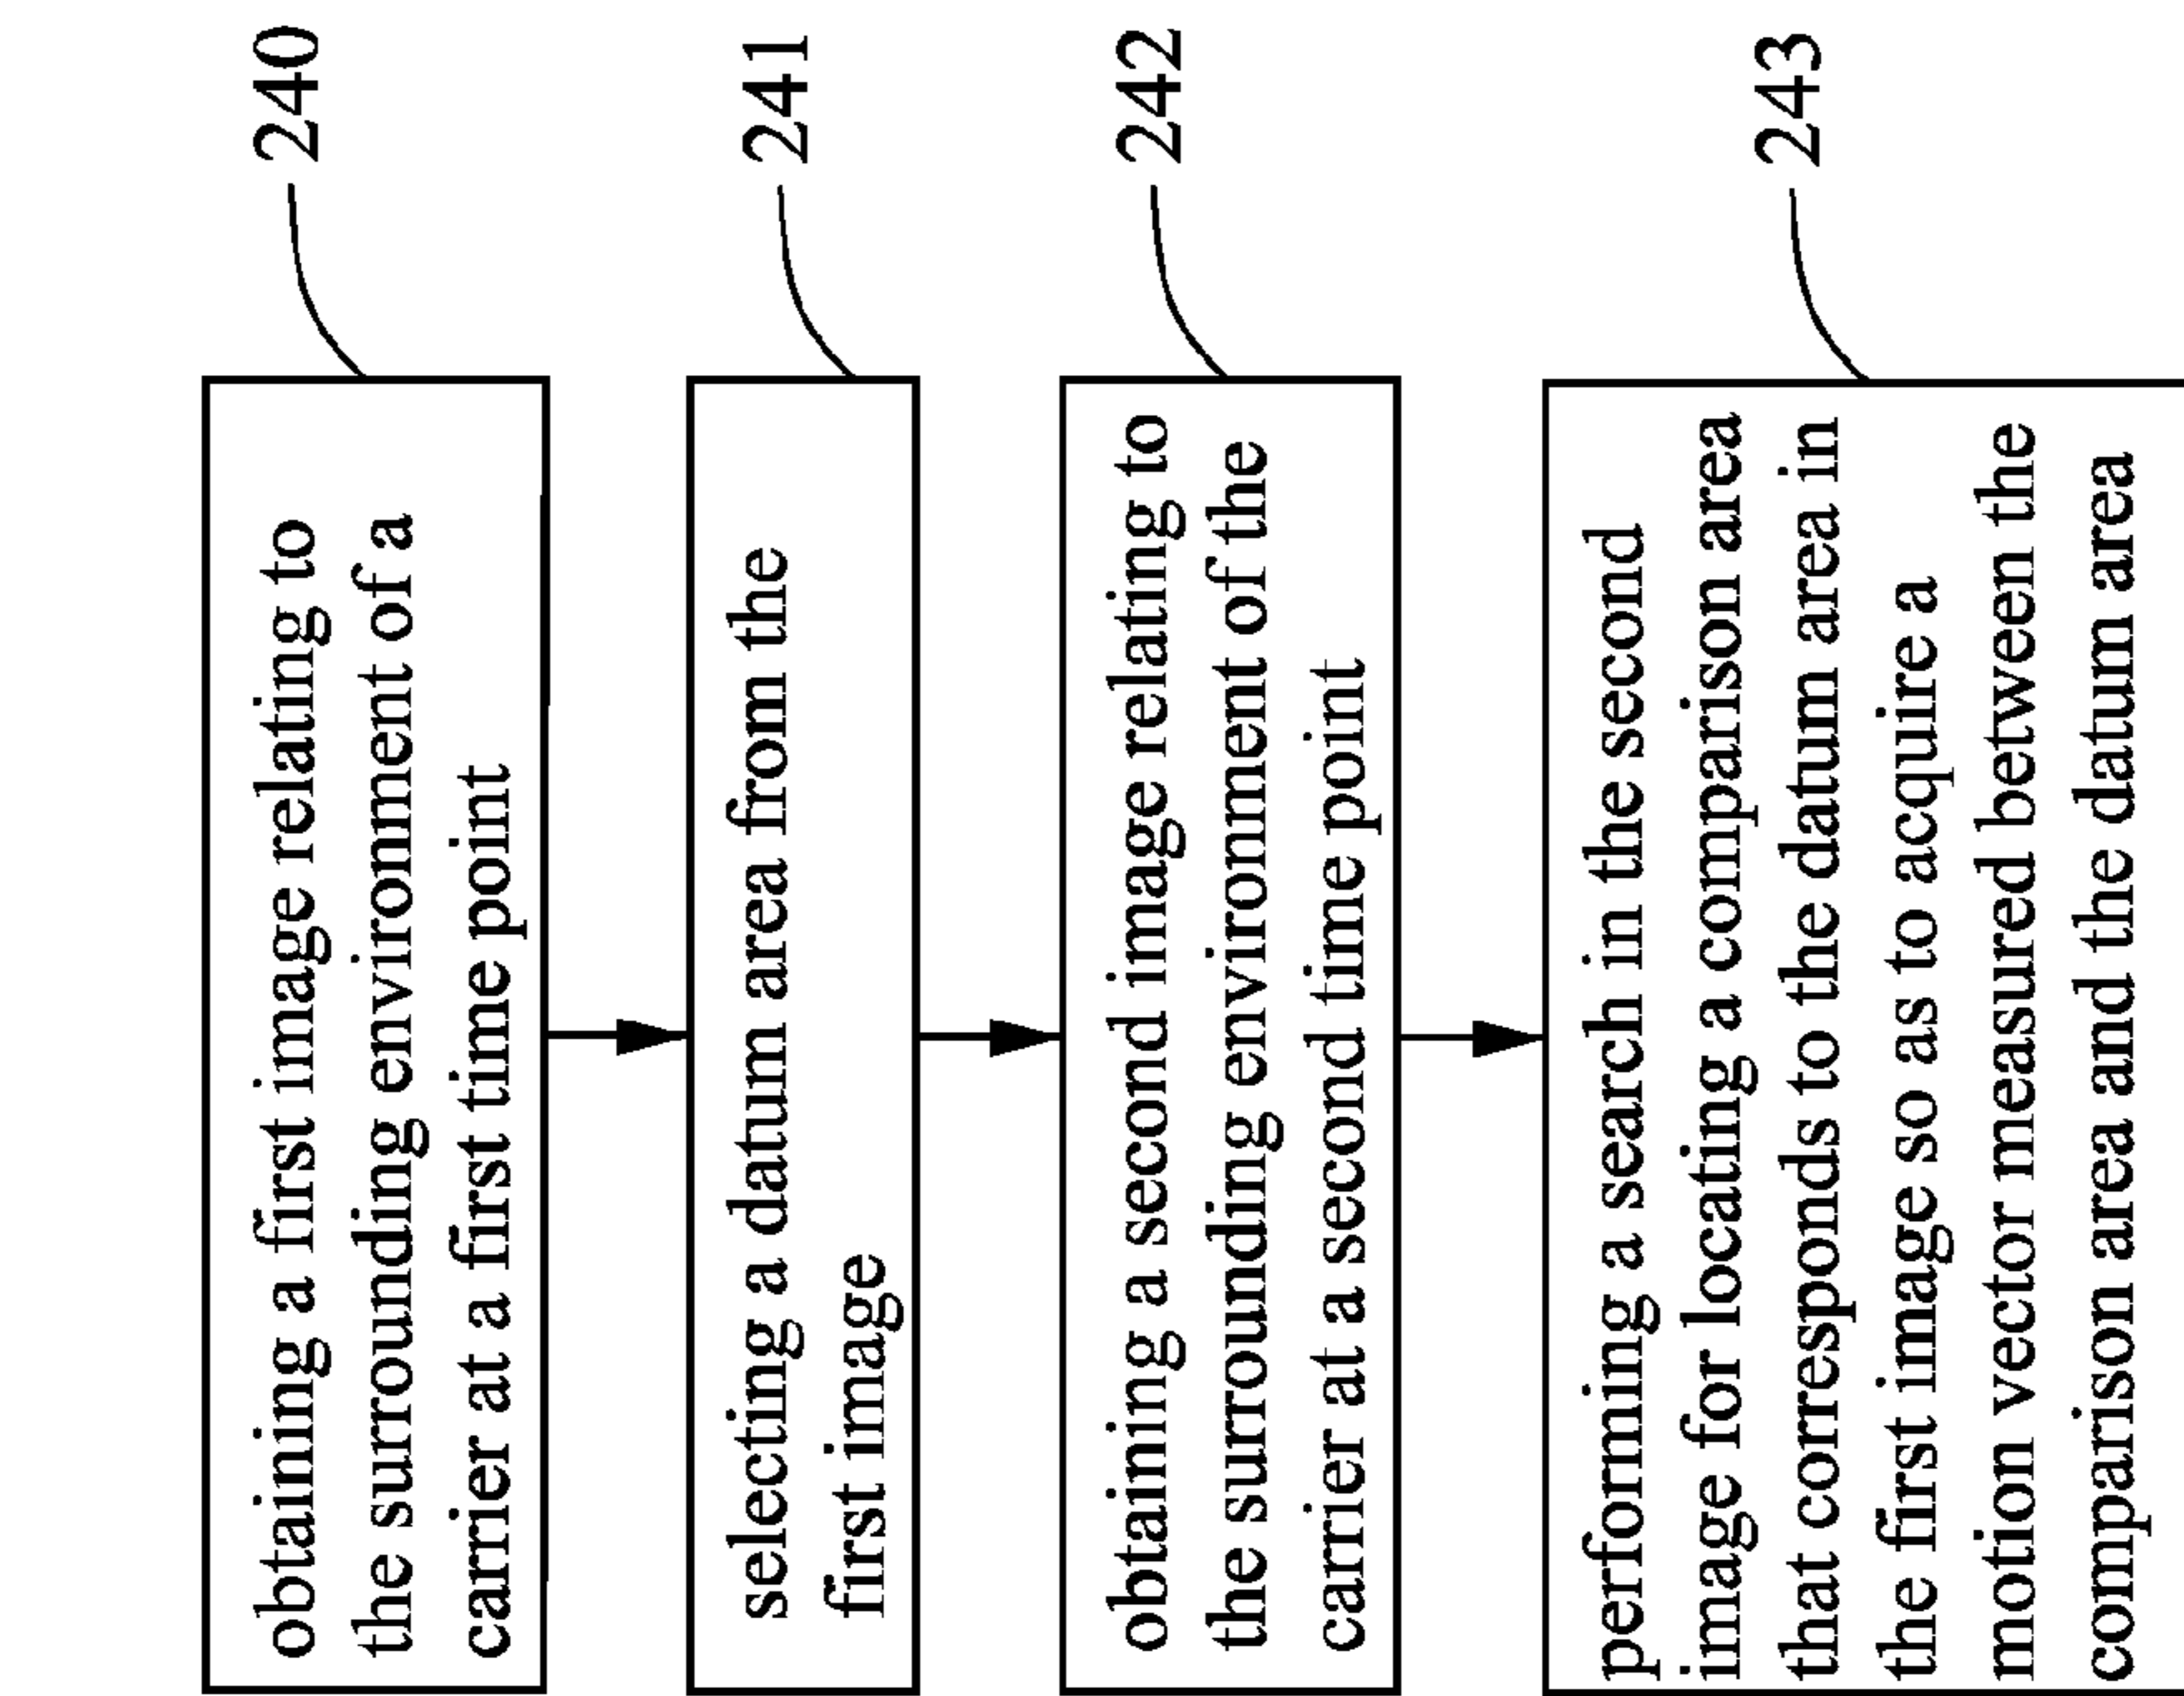 obtaining a first image relating to
the surrounding environment of a
carrier at a first time point
240
selecting a datum area from the
first image
241
obtaining a second image relating to
the surrounding environment of the
carrier at a second time point
242
performing a search in the second
image for locating a comparison area
that corresponds to the datum area in
the first image so as to acquire a
motion vector measured between the
comparison area and the datum area
243